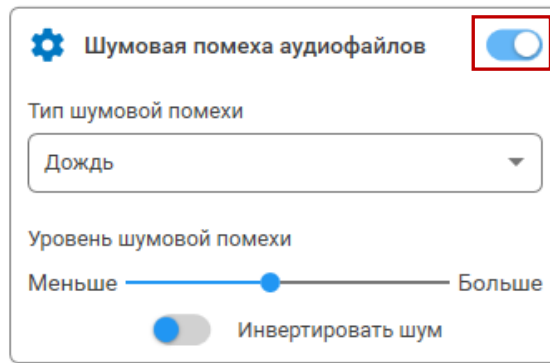 Шумовая помеха аудиофайлов
Тип шумовой помехи
Дождь
Уровень шумовой помехи
Меньше Больше
Инвертировать шум